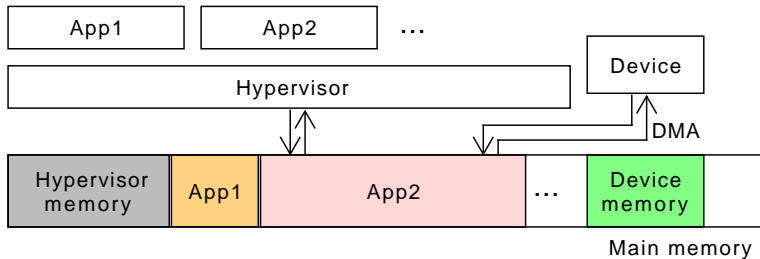 App1
App2
...
Device
Hypervisor
DMA
Hypervisor
memory
App1
App2
...
Device
memory
Main memory